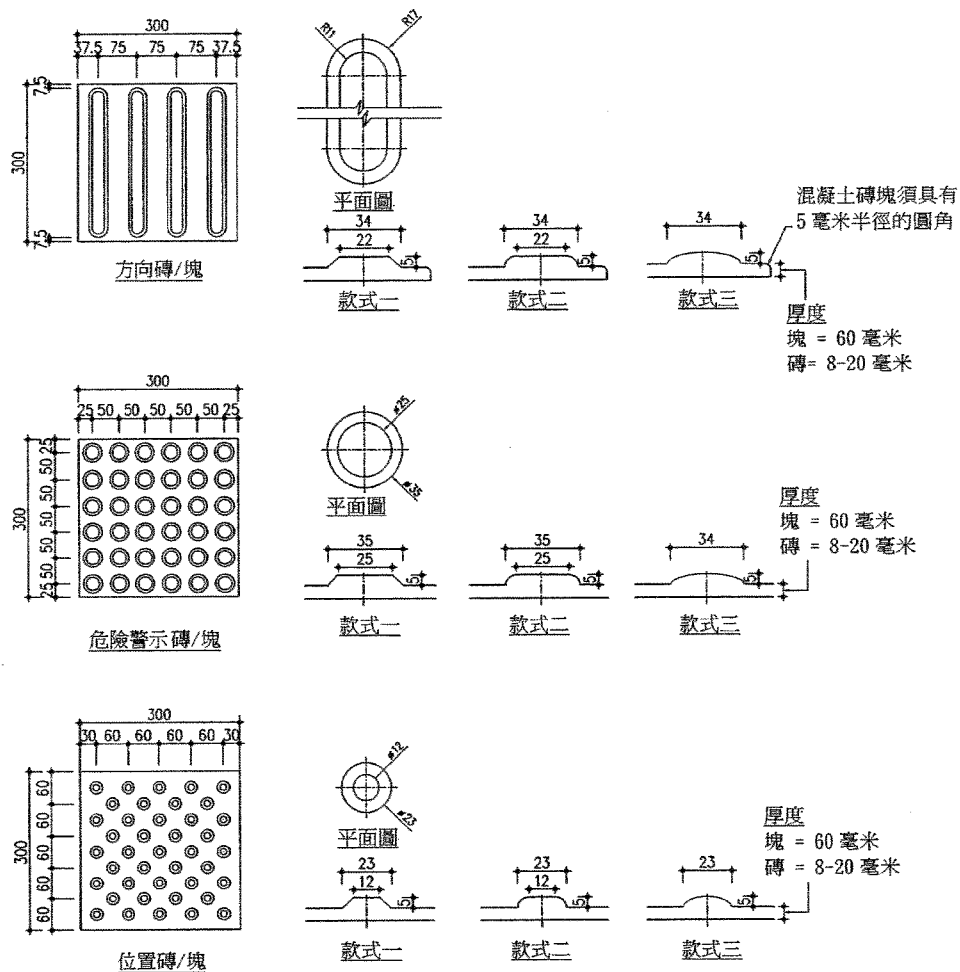 300
37.5 75 75 75 37.5
7.5
300
7.5
方向磚/塊
R11
R17
平面圖
34
22
5
款式一
34
22
5
款式二
34
5
款式三
混凝土磚塊須具有
5 毫米半徑的圓角
厚度
塊 = 60 毫米
磚= 8-20 毫米
300
25 50 50 50 50 50 25
25
50
50
50
50
50
25
300
危險警示磚/塊
ø25
ø35
平面圖
35
25
5
款式一
35
25
5
款式二
34
5
款式三
厚度
塊 = 60 毫米
磚 = 8-20 毫米
300
30 60 60 60 60 30
60
60
60
60
60
300
位置磚/塊
ø12
ø23
平面圖
23
12
5
款式一
23
12
5
款式二
23
5
款式三
厚度
塊 = 60 毫米
磚 = 8-20 毫米